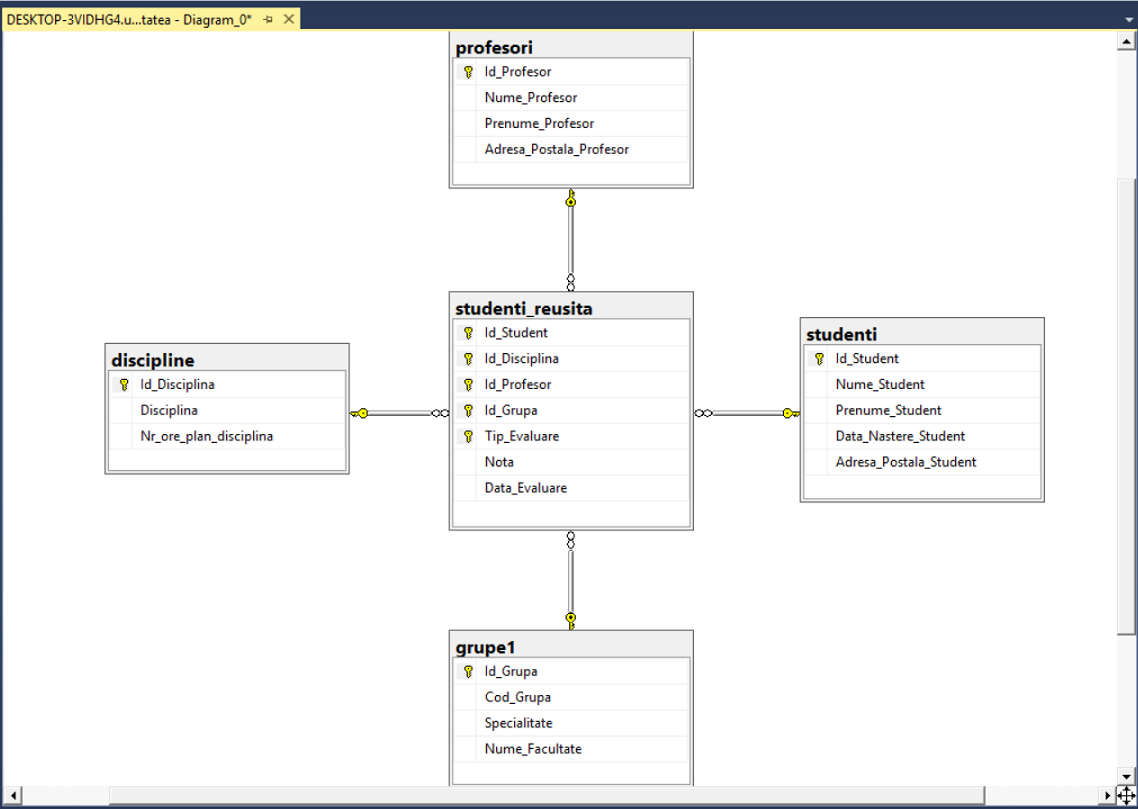 DESKTOP-3VIDHG4.u...tatea - Diagram_0*
profesori
Id_Profesor
Nume_Profesor
Prenume_Profesor
Adresa_Postala_Profesor
studenti_reusita
Id_Student
Id_Disciplina
Id_Profesor
Id_Grupa
Tip_Evaluare
Nota
Data_Evaluare
discipline
Id_Disciplina
Disciplina
Nr_ore_plan_disciplina
studenti
Id_Student
Nume_Student
Prenume_Student
Data_Nastere_Student
Adresa_Postala_Student
grupe1
Id_Grupa
Cod_Grupa
Specialitate
Nume_Facultate